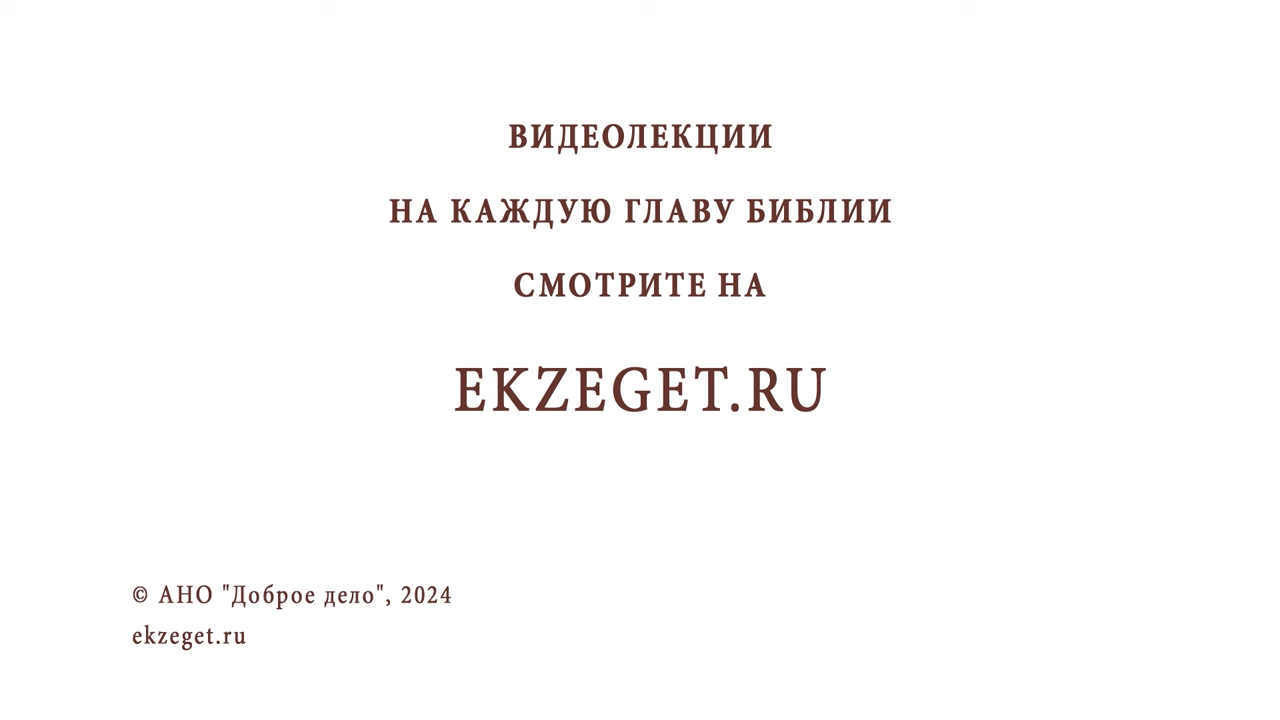 ВИДЕОЛЕКЦИИ
НА КАЖДУЮ ГЛАВУ БИБЛИИ
СМОТРИТЕ НА
EKZEGET.RU
© АНО "Доброе дело", 2024
ekzeget.ru